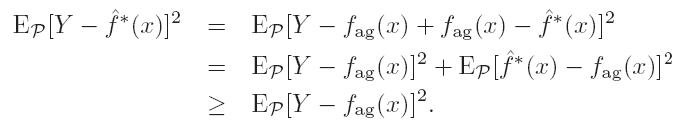 E_𝒫[Y − f̂*(x)]² = E_𝒫[Y − f_ag(x) + f_ag(x) − f̂*(x)]²
= E_𝒫[Y − f_ag(x)]² + E_𝒫[f̂*(x) − f_ag(x)]²
≥ E_𝒫[Y − f_ag(x)]².